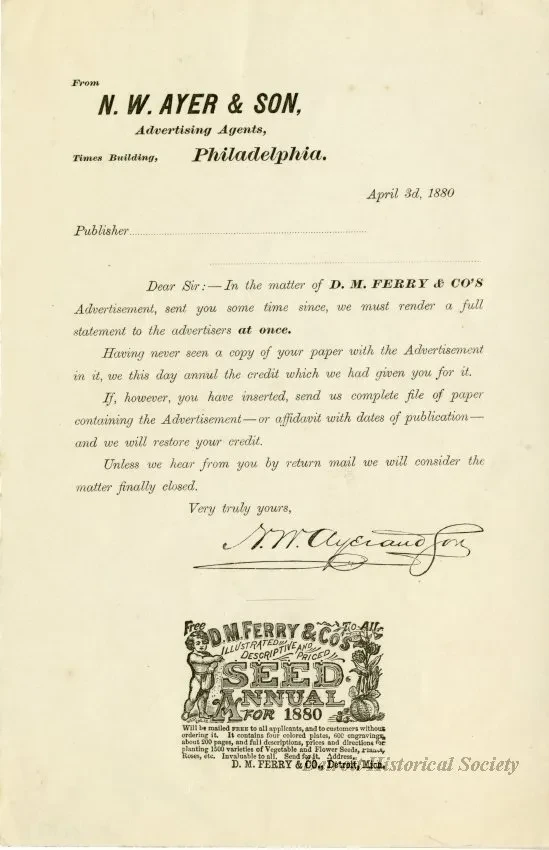 From
N. W. AYER & SON,
Advertising Agents,
Times Building, Philadelphia.
April 3d, 1880
Publisher
Dear Sir:—In the matter of D. M. FERRY & CO'S
Advertisement, sent you some time since, we must render a full
statement to the advertisers at once.
Having never seen a copy of your paper with the Advertisement
in it, we this day annul the credit which we had given you for it.
If, however, you have inserted, send us complete file of paper
containing the Advertisement—or affidavit with dates of publication—
and we will restore your credit.
Unless we hear from you by return mail we will consider the
matter finally closed.
Very truly yours,
N. W. Ayer and Son
Free D. M. FERRY & CO'S To All
ILLUSTRATED
DESCRIPTIVE AND PRICED
SEED
ANNUAL
FOR 1880
Will be mailed FREE to all applicants, and to customers without
ordering it. It contains four colored plates, 600 engravings,
about 200 pages, and full descriptions, prices and directions for
planting 1500 varieties of Vegetable and Flower Seeds, Plants,
Roses, etc. Invaluable to all. Send for it. Address,
D. M. FERRY & CO., Detroit, Mich.
Detroit Historical Society